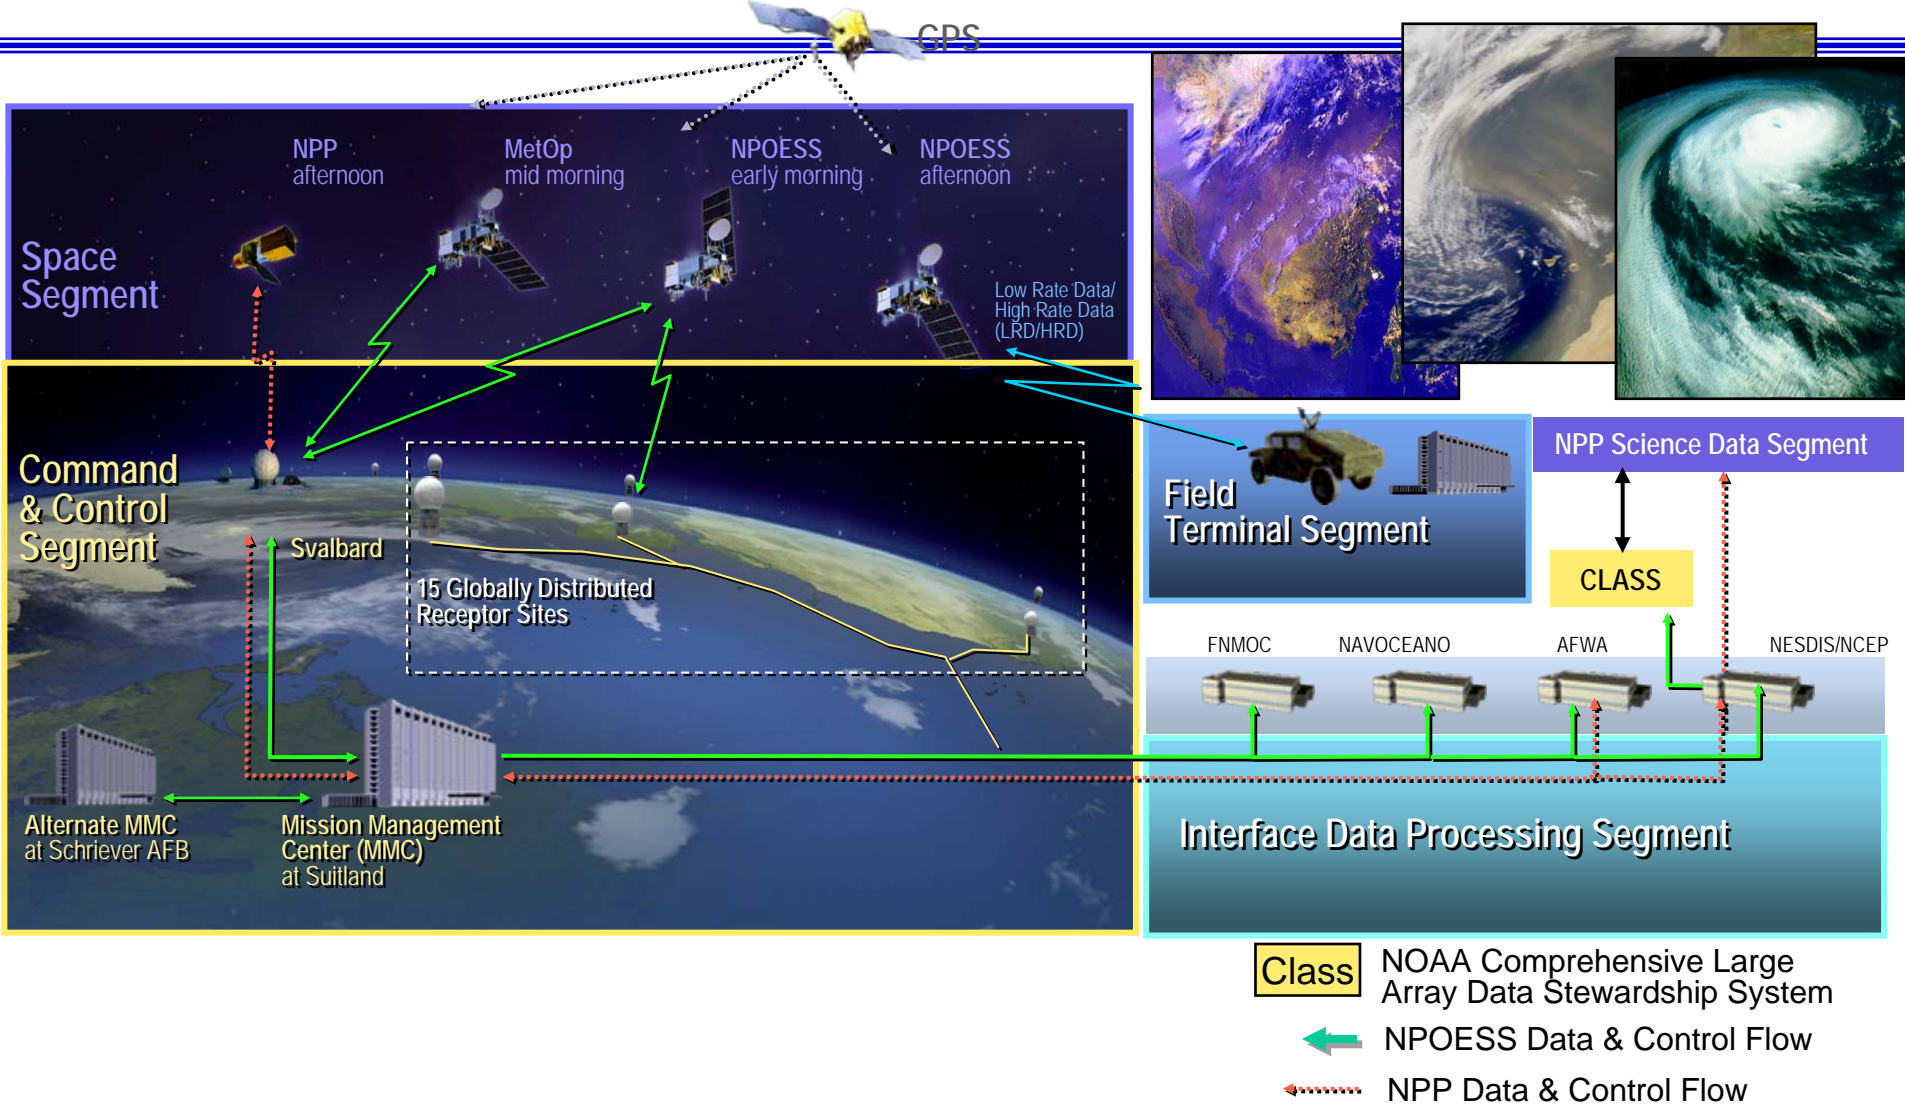 GPS
NPP
afternoon
MetOp
mid morning
NPOESS
early morning
NPOESS
afternoon
Space
Segment
Low Rate Data/
High Rate Data
(LRD/HRD)
Command
& Control
Segment
Svalbard
15 Globally Distributed
Receptor Sites
Alternate MMC
at Schriever AFB
Mission Management
Center (MMC)
at Suitland
Field
Terminal Segment
NPP Science Data Segment
CLASS
FNMOC
NAVOCEANO
AFWA
NESDIS/NCEP
Interface Data Processing Segment
Class
NOAA Comprehensive Large
Array Data Stewardship System
NPOESS Data & Control Flow
NPP Data & Control Flow